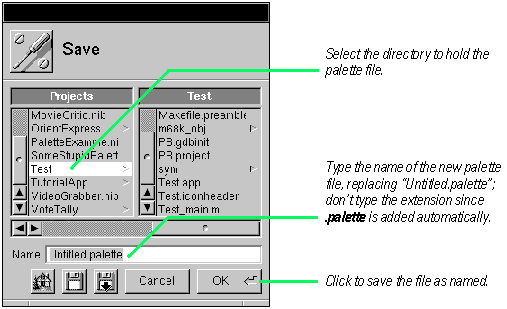 Save
Select the directory to hold the
palette file.
Projects
Test
MovieCritic.nib
OrientExpress
PaletteExample.ni
SomeStupidPalett
Test
TutorialApp
VideoGrabber.nib
VoteTally
Makefile.preamble
m68k_obj
PB.gdbinit
PB.project
sym
Test.app
Test.iconheader
Test_main.m
Type the name of the new palette
file, replacing "Untitled.palette";
don't type the extension since
.palette is added automatically.
Name
Untitled.palette
Cancel
OK
Click to save the file as named.